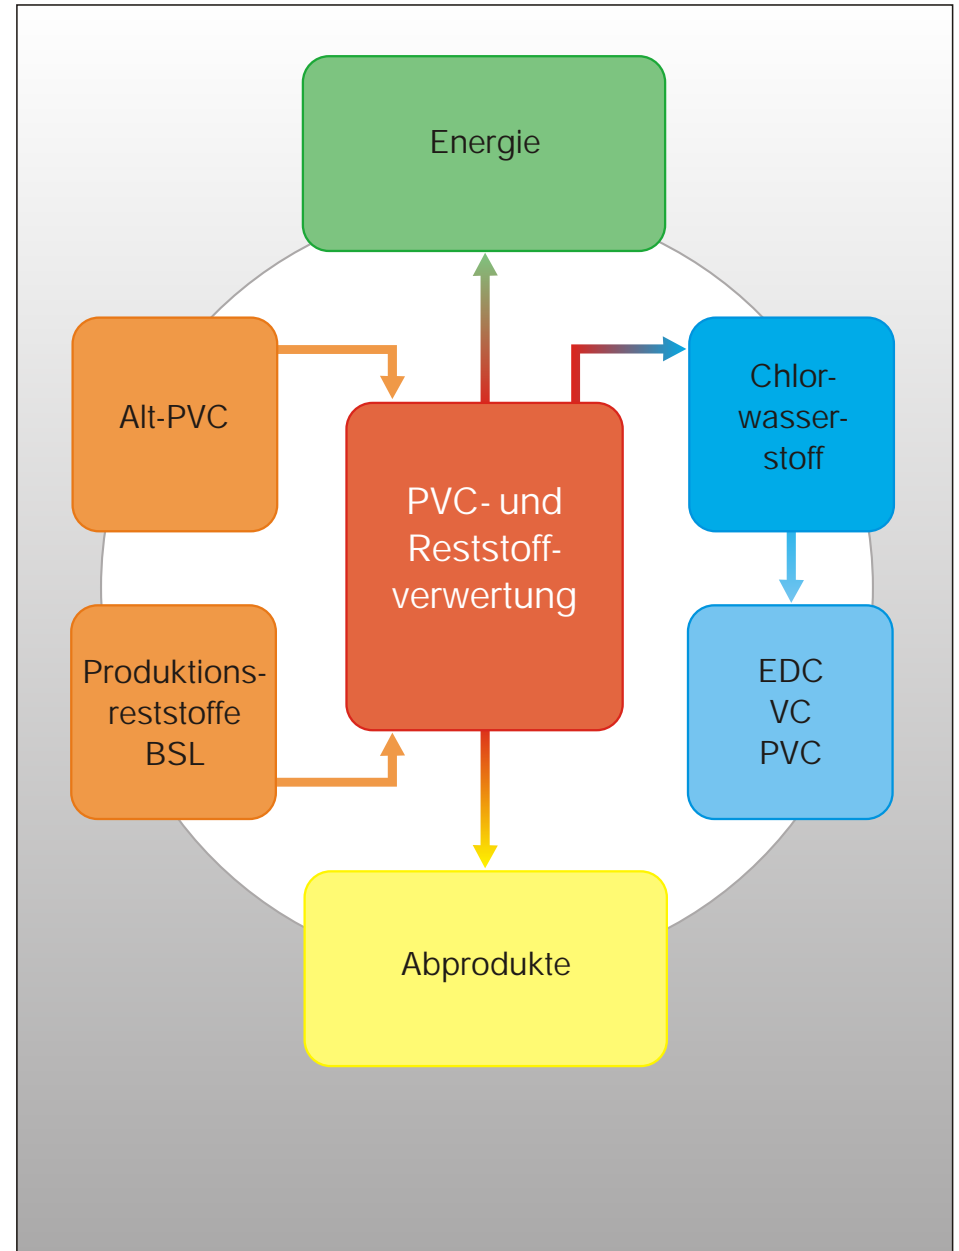 Energie
Alt-PVC
Chlor-
wasser-
stoff
PVC- und
Reststoff-
verwertung
Produktions-
reststoffe
BSL
EDC
VC
PVC
Abprodukte